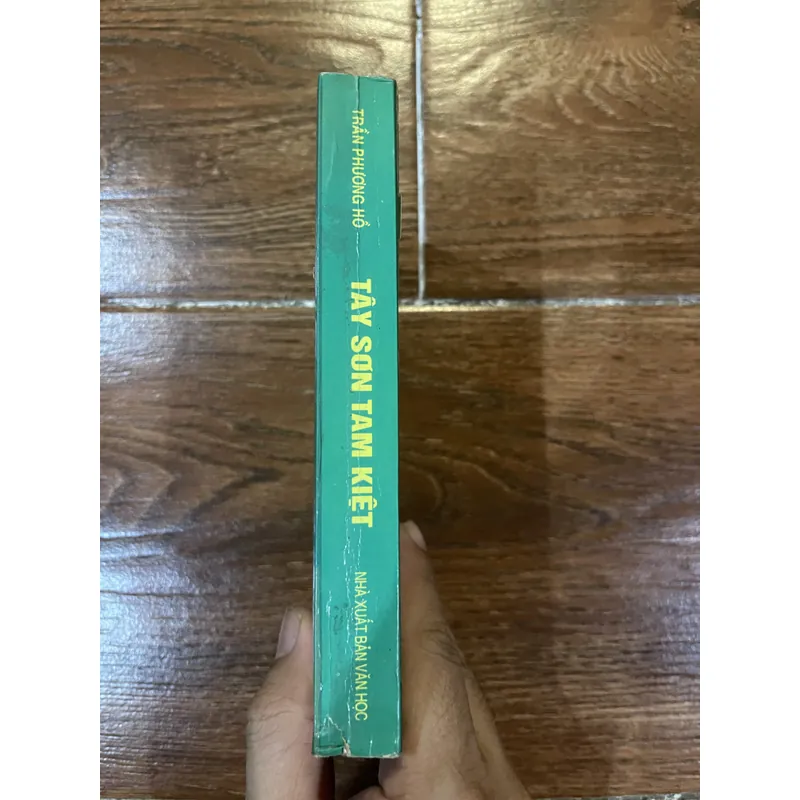 TRẦN PHƯƠNG HỒ
TÂY SƠN TAM KIỆT
NHÀ XUẤT BẢN VĂN HỌC